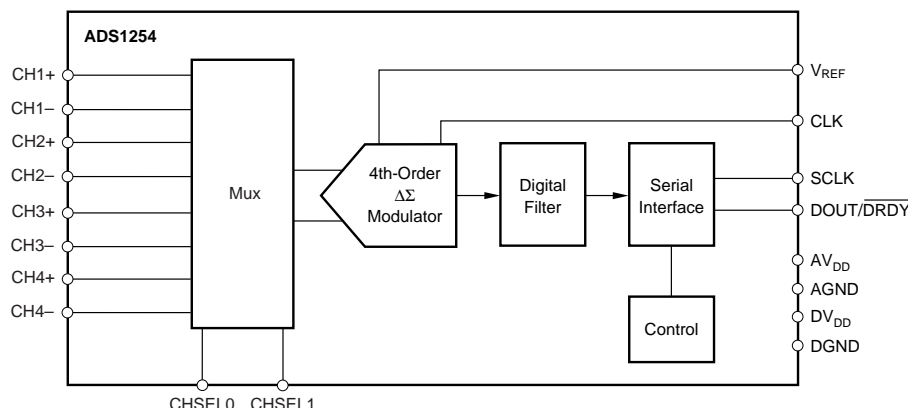 ADS1254
CH1+
CH1–
CH2+
CH2–
CH3+
CH3–
CH4+
CH4–
Mux
4th-Order
ΔΣ
Modulator
Digital
Filter
Serial
Interface
Control
VREF
CLK
SCLK
DOUT/DRDY
AVDD
AGND
DVDD
DGND
CHSEL0 CHSEL1